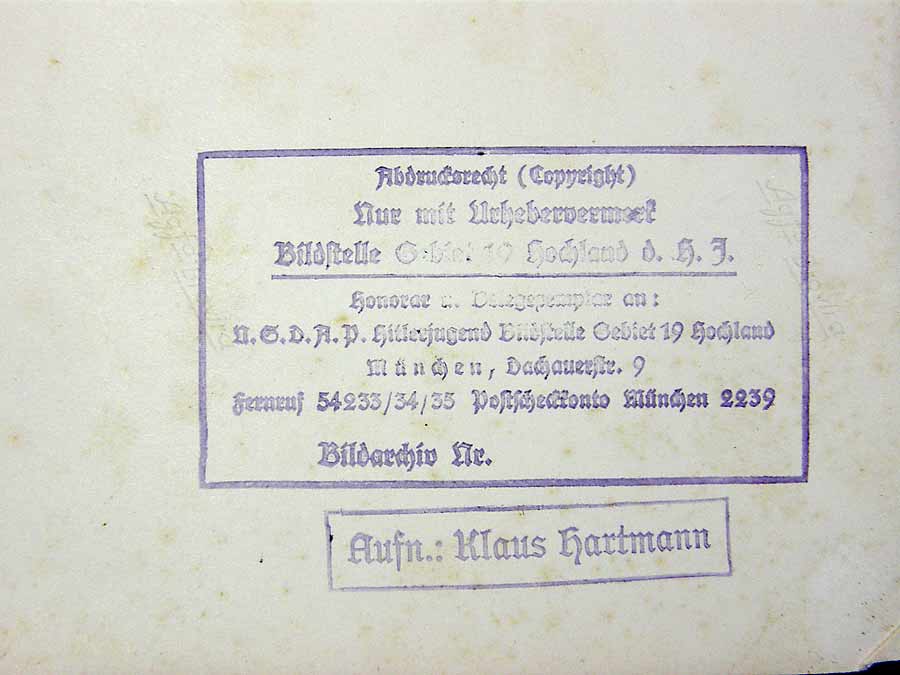 Abdrucksrecht (Copyright)
Nur mit Urhebervermerk
Bildstelle Gebiet 19 Hochland d. H. J.
Honorar u. Belegexemplar an:
N.S.D.A.P. Hitlerjugend Bildstelle Gebiet 19 Hochland
München, Dachauerstr. 9
Fernruf 54233/34/35 Postscheckkonto München 2239
Bildarchiv Nr.
Aufn.: Klaus Hartmann